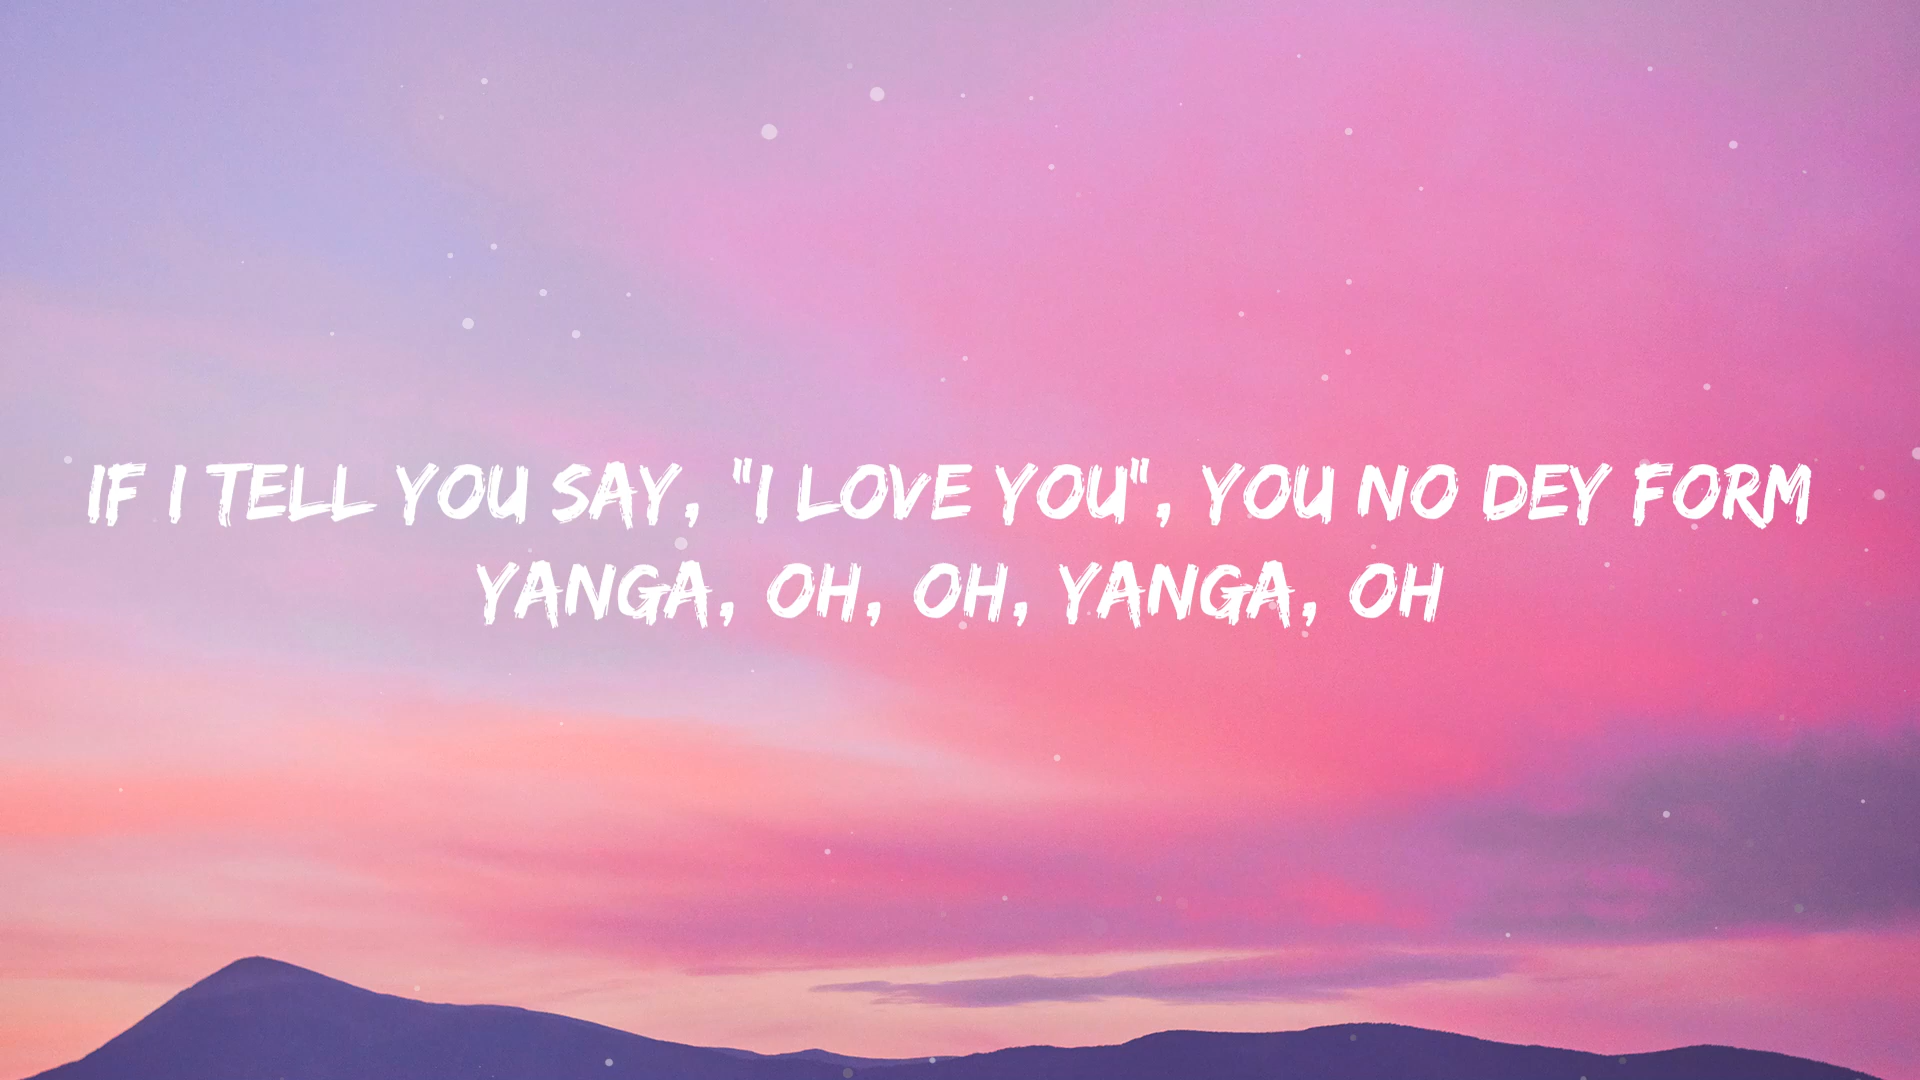 IF I TELL YOU SAY, "I LOVE YOU", YOU NO DEY FORM
YANGA, OH, OH, YANGA, OH